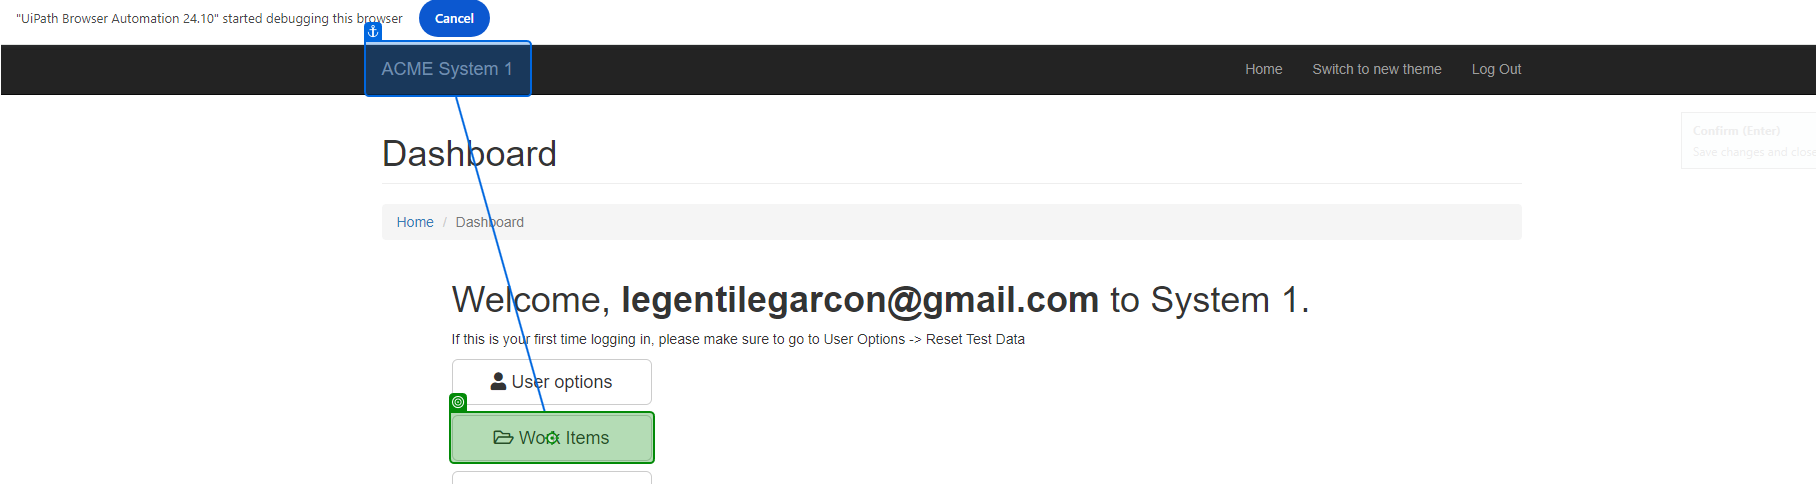 "UiPath Browser Automation 24.10" started debugging this browser Cancel
ACME System 1 Home Switch to new theme Log Out
Confirm (Enter)
Save changes and close
Dashboard
Home / Dashboard
Welcome, legentilegarcon@gmail.com to System 1.
If this is your first time logging in, please make sure to go to User Options -> Reset Test Data
User options
Work Items